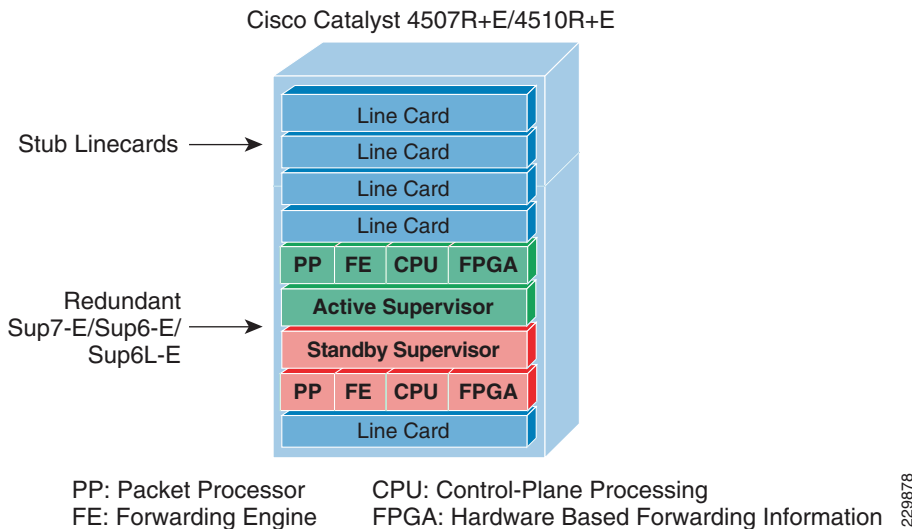 Cisco Catalyst 4507R+E/4510R+E
Line Card
Stub Linecards
Line Card
Line Card
Line Card
PP FE CPU FPGA
Redundant
Sup7-E/Sup6-E/
Sup6L-E
Active Supervisor
Standby Supervisor
PP FE CPU FPGA
Line Card
PP: Packet Processor CPU: Control-Plane Processing
FE: Forwarding Engine FPGA: Hardware Based Forwarding Information
229878